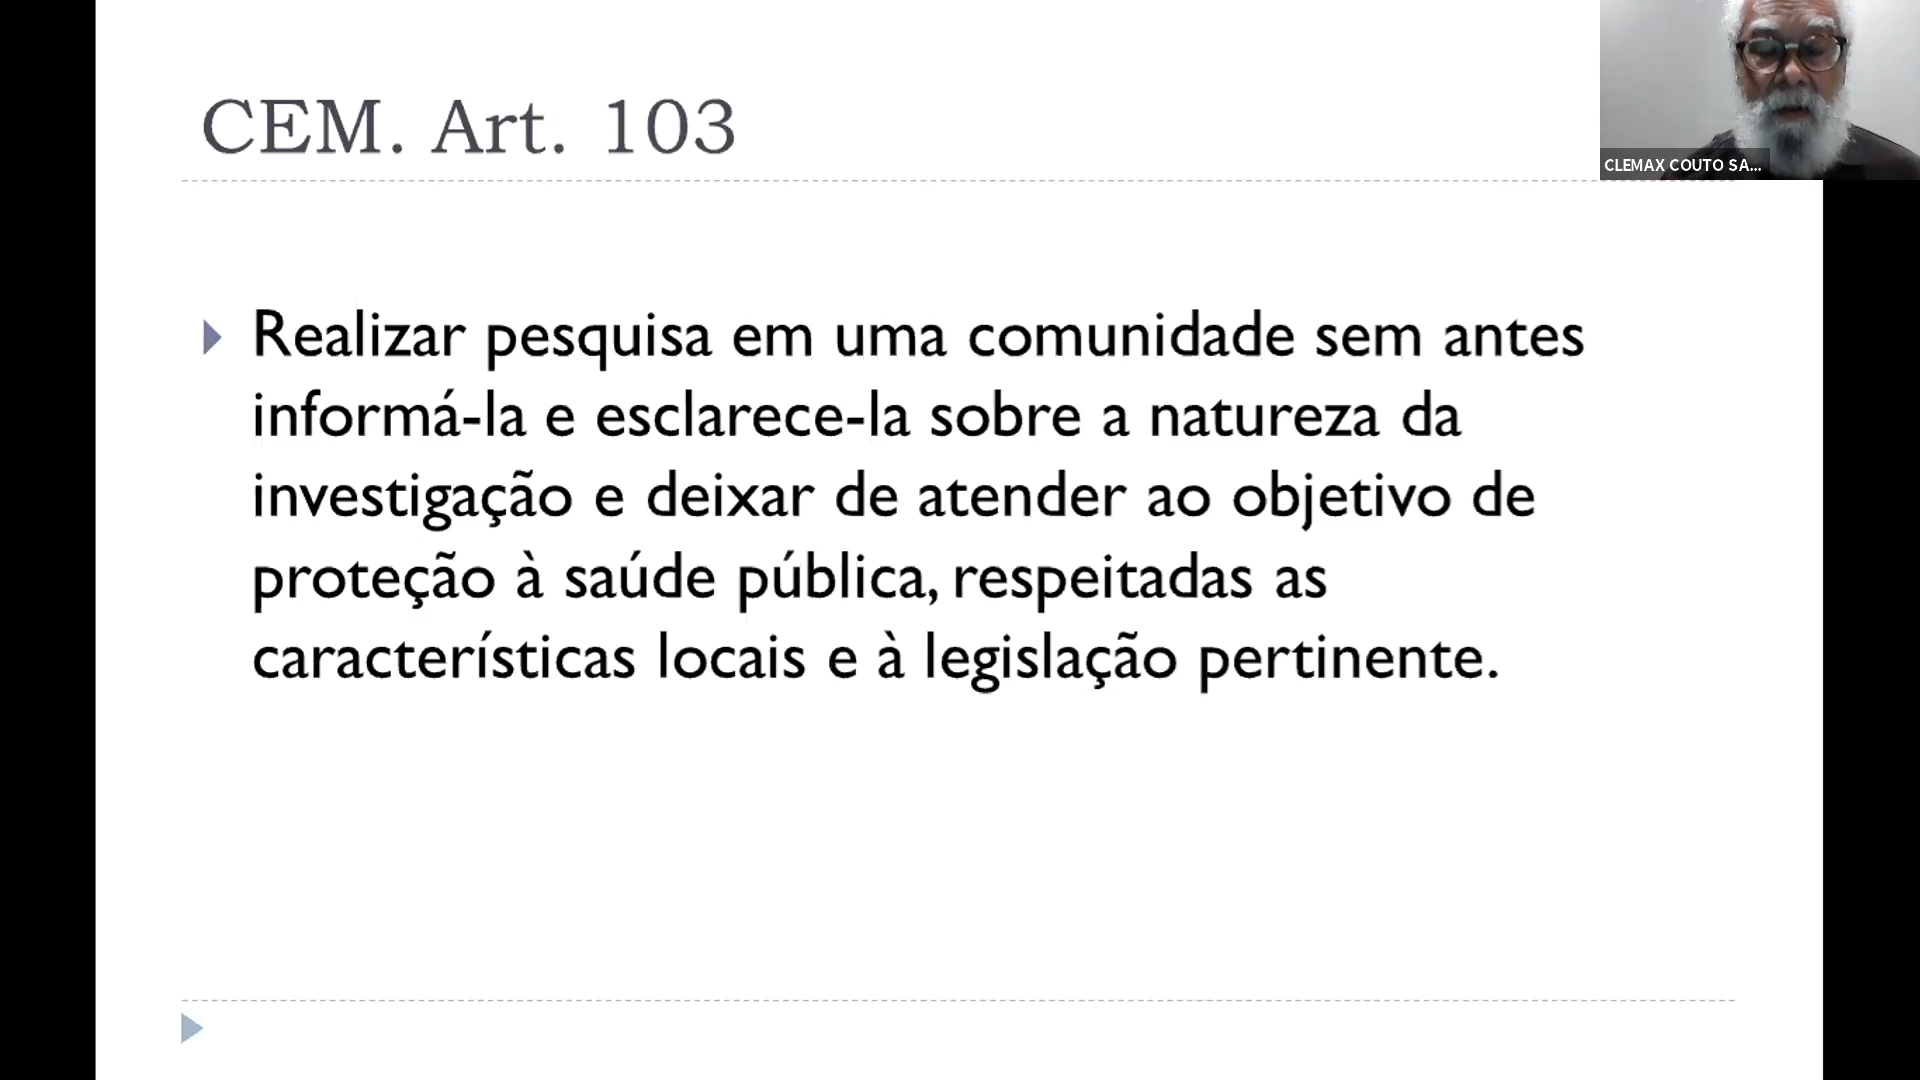 CEM. Art. 103
CLEMAX COUTO SA...
Realizar pesquisa em uma comunidade sem antes
informá-la e esclarece-la sobre a natureza da
investigação e deixar de atender ao objetivo de
proteção à saúde pública, respeitadas as
características locais e à legislação pertinente.